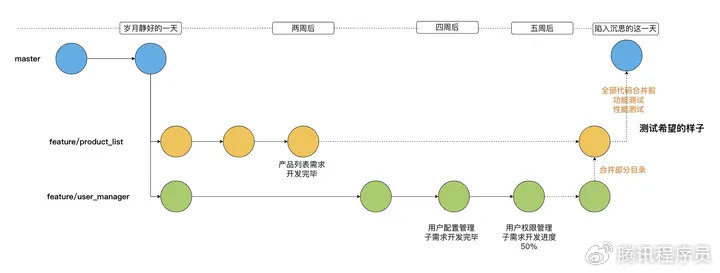 岁月静好的一天
两周后
四周后
五周后
陷入沉思的这一天
master
全部代码合并前
功能测试
性能测试
测试希望的样子
feature/product_list
产品列表需求
开发完毕
合并部分目录
feature/user_manager
用户配置管理
子需求开发完毕
用户权限管理
子需求开发进度
50%
@腾讯程序员